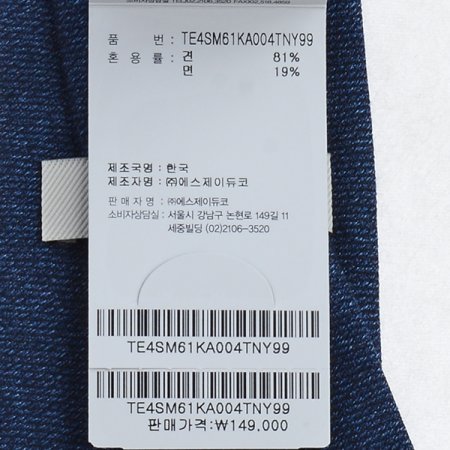 품 번: TE4SM61KA004TNY99
혼 용 률: 견 81%
면 19%
제조국명: 한국
제조자명: ㈜에스제이듀코
판 매 자 명: ㈜에스제이듀코
소비자상담실: 서울시 강남구 논현로 149길 11
세중빌딩 (02)2106-3520
TE4SM61KA004TNY99
TE4SM61KA004TNY99
판매가격:₩149,000